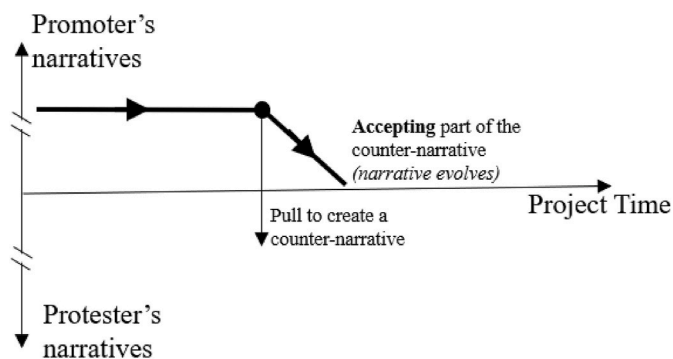 Promoter's
narratives
Accepting part of the
counter-narrative
(narrative evolves)
Project Time
Pull to create a
counter-narrative
Protester's
narratives